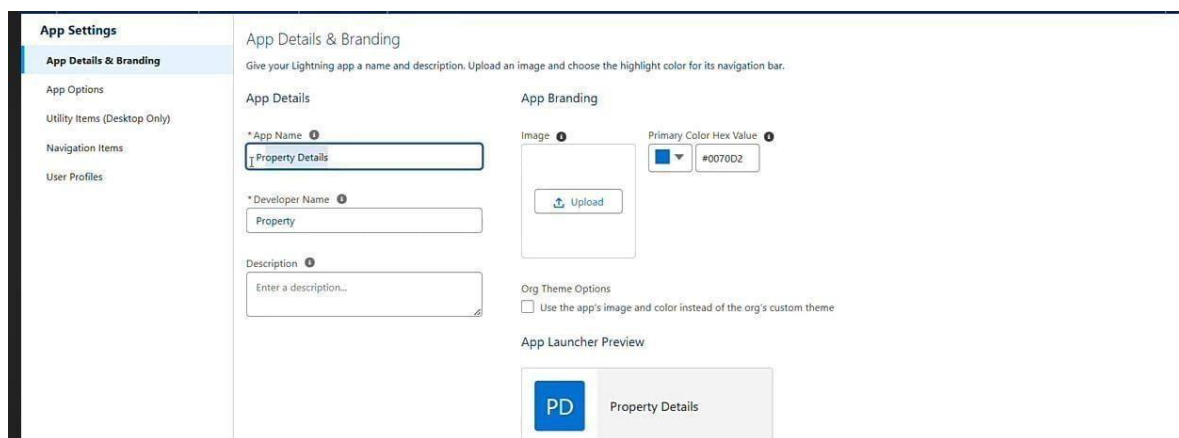 App Settings
App Details & Branding
App Options
Utility Items (Desktop Only)
Navigation Items
User Profiles
App Details & Branding
Give your Lightning app a name and description. Upload an image and choose the highlight color for its navigation bar.
App Details
*App Name
Property Details
*Developer Name
Property
Description
Enter a description...
App Branding
Image
Primary Color Hex Value
Upload
#0070D2
Org Theme Options
Use the app's image and color instead of the org's custom theme
App Launcher Preview
PD
Property Details